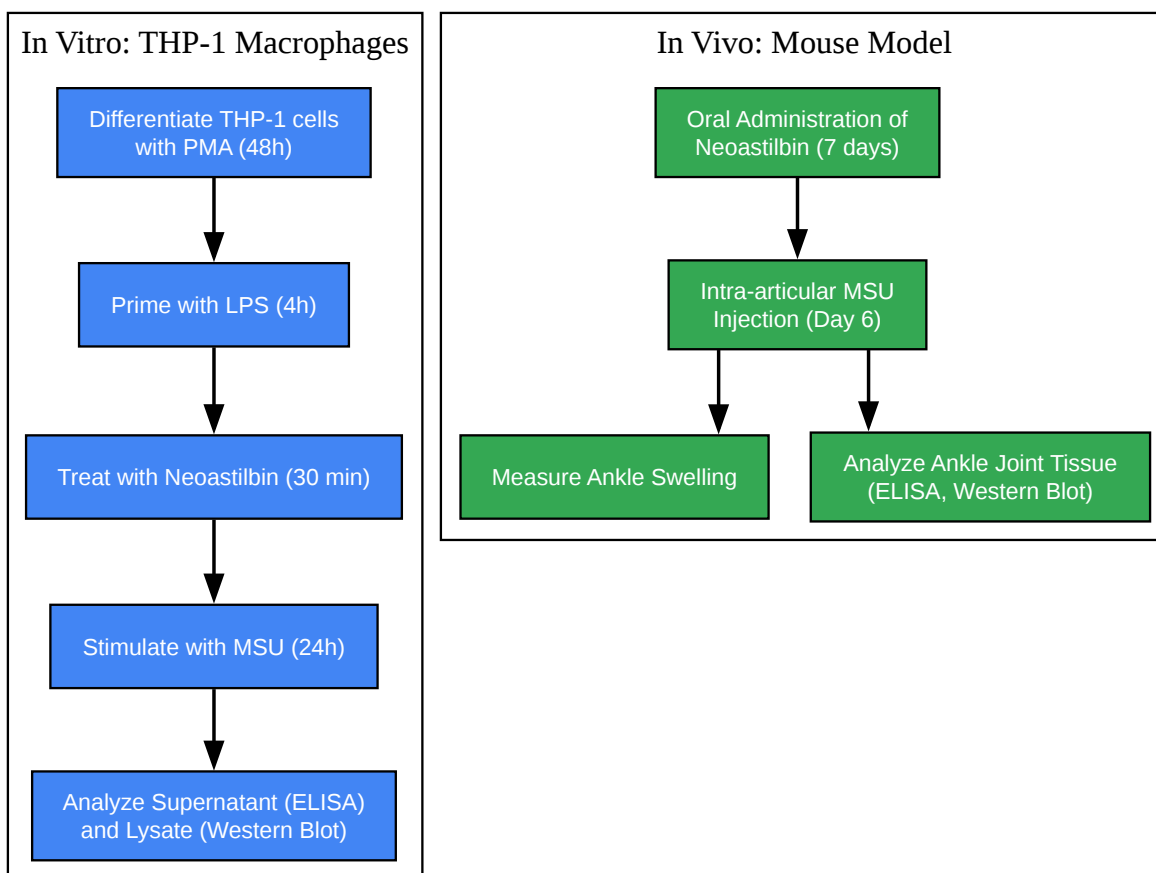 In Vitro: THP-1 Macrophages
Differentiate THP-1 cells
with PMA (48h)
Prime with LPS (4h)
Treat with Neoastilbin (30 min)
Stimulate with MSU (24h)
Analyze Supernatant (ELISA)
and Lysate (Western Blot)
In Vivo: Mouse Model
Oral Administration of
Neoastilbin (7 days)
Intra-articular MSU
Injection (Day 6)
Measure Ankle Swelling
Analyze Ankle Joint Tissue
(ELISA, Western Blot)